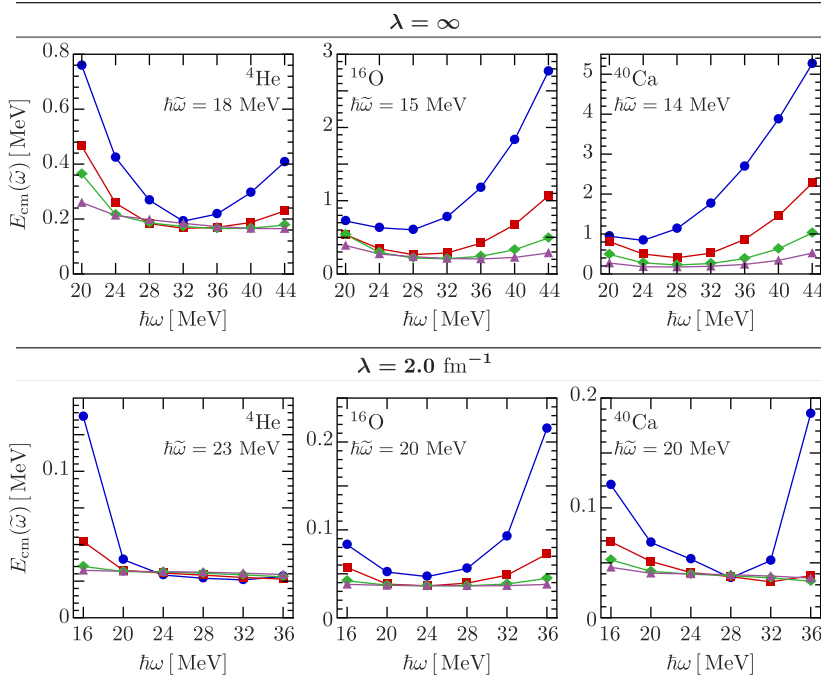 λ = ∞
⁴He
ħω̃ = 18 MeV
¹⁶O
ħω̃ = 15 MeV
⁴⁰Ca
ħω̃ = 14 MeV
E_cm(ω̃) [MeV]
0.8
0.6
0.4
0.2
0
3
2
1
0
5
4
3
2
1
0
20 24 28 32 36 40 44
20 24 28 32 36 40 44
20 24 28 32 36 40 44
ħω [MeV]
ħω [MeV]
ħω [MeV]
λ = 2.0 fm⁻¹
⁴He
ħω̃ = 23 MeV
¹⁶O
ħω̃ = 20 MeV
⁴⁰Ca
ħω̃ = 20 MeV
E_cm(ω̃) [MeV]
0.1
0
0.2
0.1
0
0.2
0.1
0
16 20 24 28 32 36
16 20 24 28 32 36
16 20 24 28 32 36
ħω [MeV]
ħω [MeV]
ħω [MeV]